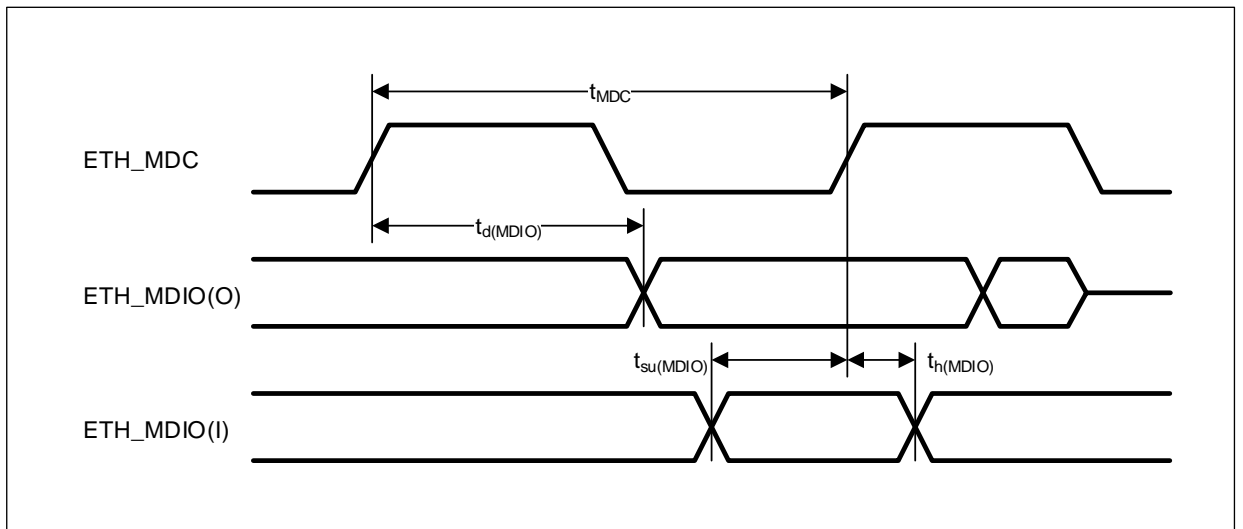 tMDC
ETH_MDC
td(MDIO)
ETH_MDIO(O)
tsu(MDIO)
th(MDIO)
ETH_MDIO(I)